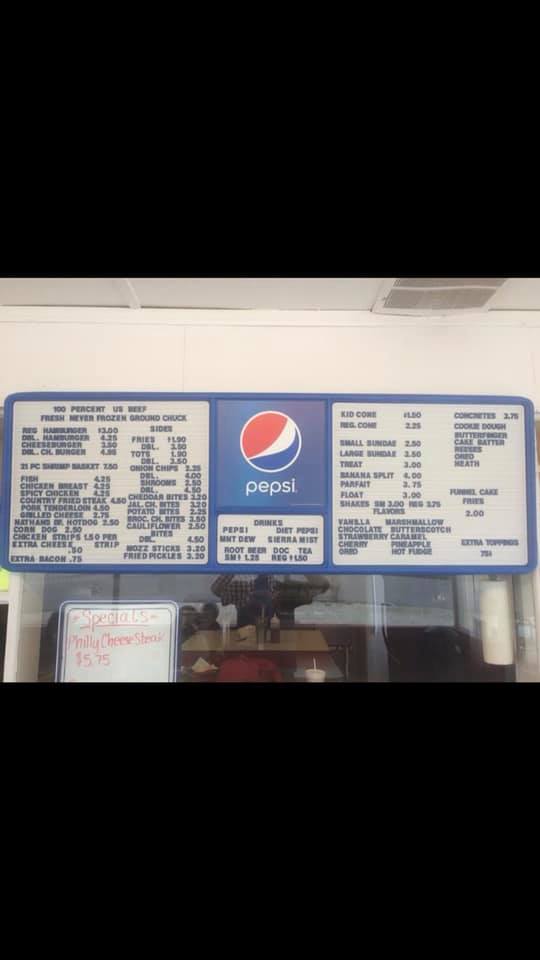 100 PERCENT US BEEF
FRESH NEVER FROZEN GROUND CHUCK
REG HAMBURGER $3.00
DBL. HAMBURGER 4.25
CHEESEBURGER 3.50
DBL. CH. BURGER 4.95
21 PC SHRIMP BASKET 7.50
FISH 4.25
CHICKEN BREAST 4.25
SPICY CHICKEN 4.25
COUNTRY FRIED STEAK 4.50
PORK TENDERLOIN 4.50
GRILLED CHEESE 2.75
NATHANS BF. HOTDOG 2.50
CORN DOG 2.50
CHICKEN STRIPS 1.50 PER STRIP
EXTRA CHEESE .50
EXTRA BACON .75
SIDES
FRIES $1.90
DBL. 3.50
TOTS 1.90
DBL. 3.50
ONION CHIPS 2.25
DBL. 4.00
SHROOMS 2.50
DBL. 4.50
CHEDDAR BITES 3.20
JAL. CH. BITES 3.20
POTATO BITES 2.25
BROC. CH. BITES 3.50
CAULIFLOWER 2.50
BITES
DBL. 4.50
MOZZ STICKS 3.20
FRIED PICKLES 3.20
pepsi
DRINKS
PEPSI DIET PEPSI
MNT DEW SIERRA MIST
ROOT BEER DOC TEA
SM $1.25 REG $1.50
KID CONE $1.50
REG. CONE 2.25
SMALL SUNDAE 2.50
LARGE SUNDAE 3.50
TREAT 3.00
BANANA SPLIT 4.00
PARFAIT 3.75
FLOAT 3.00
SHAKES SM 3.00 REG 3.75
FLAVORS
VANILLA MARSHMALLOW
CHOCOLATE BUTTERSCOTCH
STRAWBERRY CARAMEL
CHERRY PINEAPPLE
OREO HOT FUDGE
CONCRETES 3.75
COOKIE DOUGH
BUTTERFINGER
CAKE BATTER
REESES
OREO
HEATH
FUNNEL CAKE
FRIES
2.00
EXTRA TOPPINGS
75¢
Specials
Philly Cheese Steak
$5.75